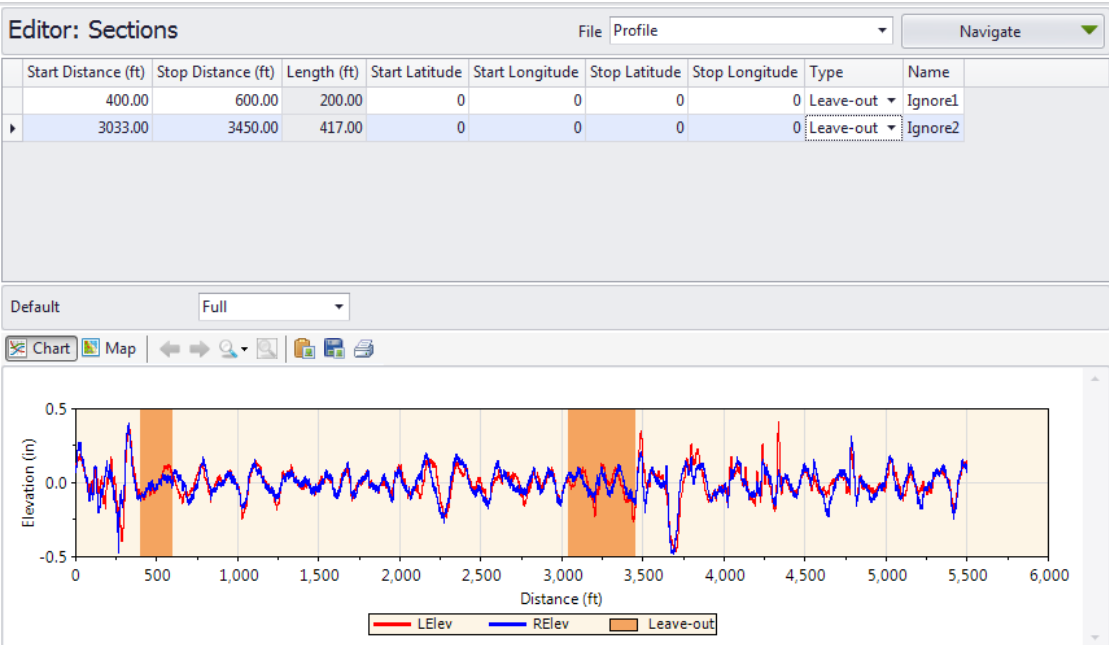 Editor: Sections File Profile Navigate
Start Distance (ft) Stop Distance (ft) Length (ft) Start Latitude Start Longitude Stop Latitude Stop Longitude Type Name
400.00 600.00 200.00 0 0 0 0 Leave-out Ignore1
3033.00 3450.00 417.00 0 0 0 0 Leave-out Ignore2
Default Full
Chart Map
0.5
0.0
-0.5
Elevation (in)
0 500 1,000 1,500 2,000 2,500 3,000 3,500 4,000 4,500 5,000 5,500 6,000
Distance (ft)
LElev RElev Leave-out